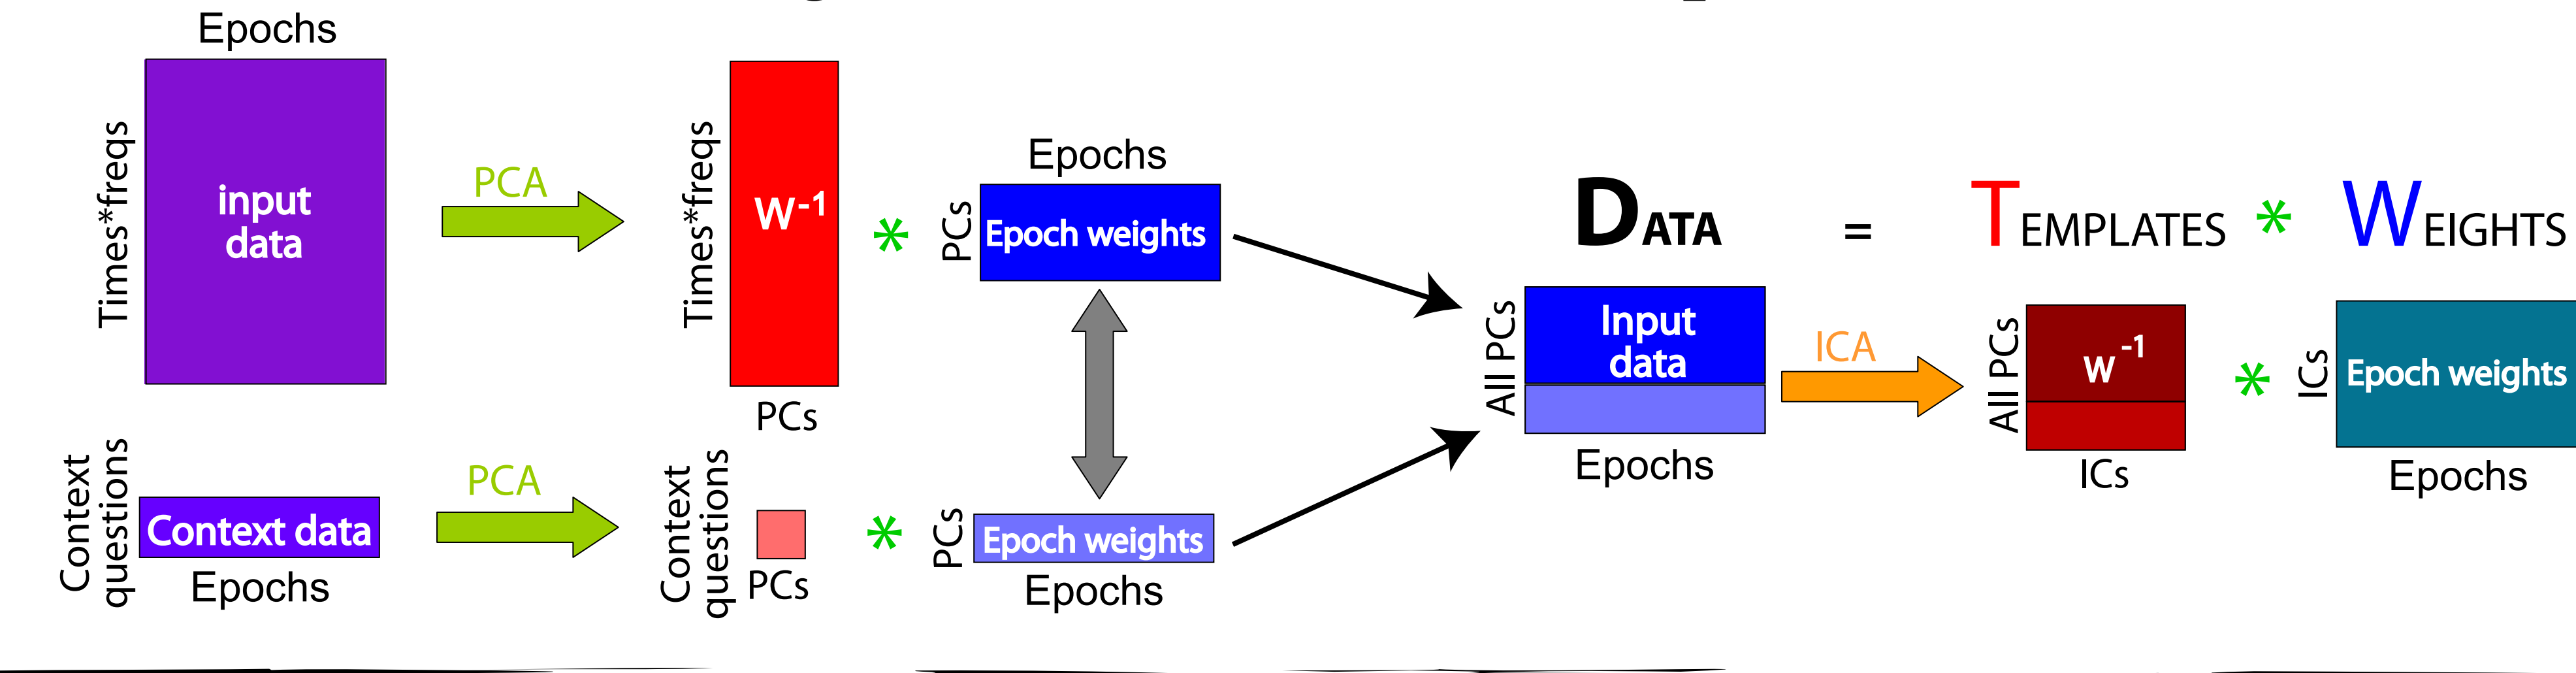 Epochs
Times*freqs
input
data
PCA
Times*freqs
W-1
PCs
*
Epochs
PCs
Epoch weights
Context
questions
Context data
Epochs
PCA
Context
questions
PCs
*
PCs
Epoch weights
Epochs
DATA = TEMPLATES * WEIGHTS
All PCs
Input
data
Epochs
ICA
All PCs
W-1
ICs
*
ICs
Epoch weights
Epochs